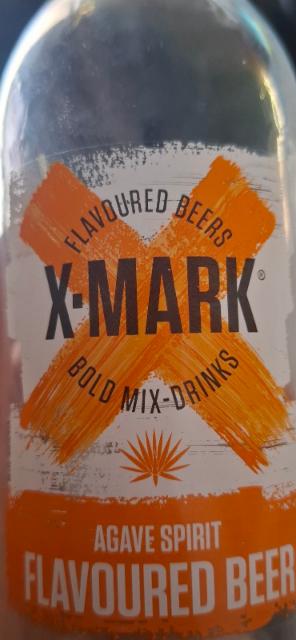 FLAVOURED BEERS
X·MARK®
BOLD MIX-DRINKS
AGAVE SPIRIT
FLAVOURED BEER